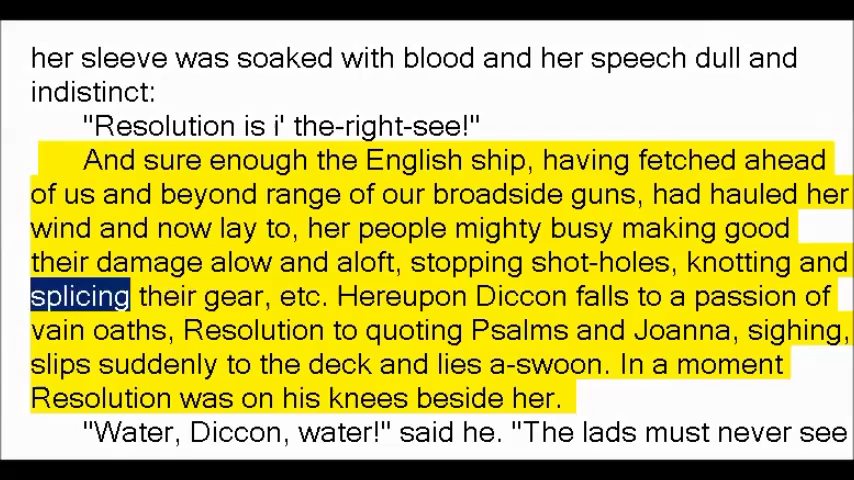 her sleeve was soaked with blood and her speech dull and
indistinct:
"Resolution is i' the-right-see!"
And sure enough the English ship, having fetched ahead
of us and beyond range of our broadside guns, had hauled her
wind and now lay to, her people mighty busy making good
their damage alow and aloft, stopping shot-holes, knotting and
splicing their gear, etc. Hereupon Diccon falls to a passion of
vain oaths, Resolution to quoting Psalms and Joanna, sighing,
slips suddenly to the deck and lies a-swoon. In a moment
Resolution was on his knees beside her.
"Water, Diccon, water!" said he. "The lads must never see